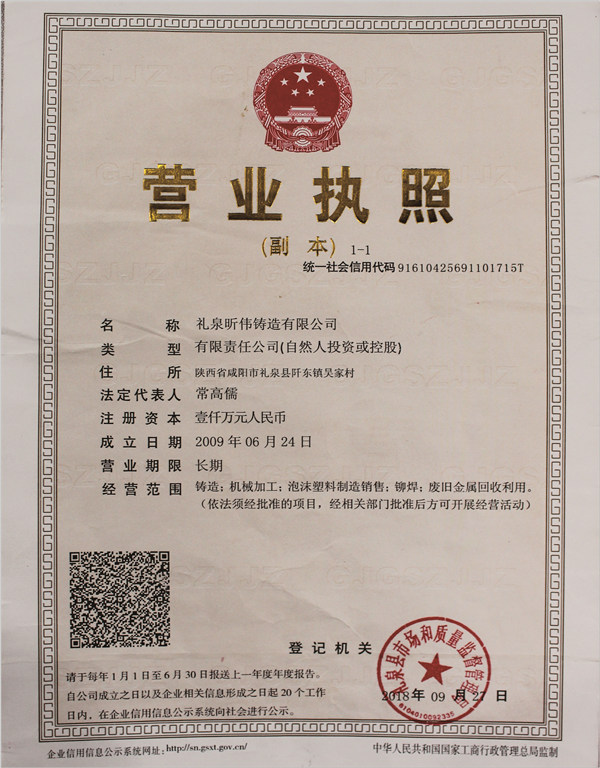 营业执照
(副 本) 1-1
统一社会信用代码 91610425691101715T
名 称 礼泉昕伟铸造有限公司
类 型 有限责任公司(自然人投资或控股)
住 所 陕西省咸阳市礼泉县阡东镇吴家村
法定代表人 常高儒
注册资本 壹仟万元人民币
成立日期 2009 年 06 月 24 日
营业期限 长期
经营范围 铸造；机械加工；泡沫塑料制造销售；铆焊；废旧金属回收利用。
（依法须经批准的项目，经相关部门批准后方可开展经营活动）
登记机关
礼泉县市场和质量监督管理局
6104010092335
2018 年 09 月 27 日
请于每年 1 月 1 日至 6 月 30 日报送上一年度年度报告。
自公司成立之日以及企业相关信息形成之日起 20 个工作
日内，在企业信用信息公示系统向社会进行公示。
企业信用信息公示系统网址: http://sn.gsxt.gov.cn/
中华人民共和国国家工商行政管理总局监制